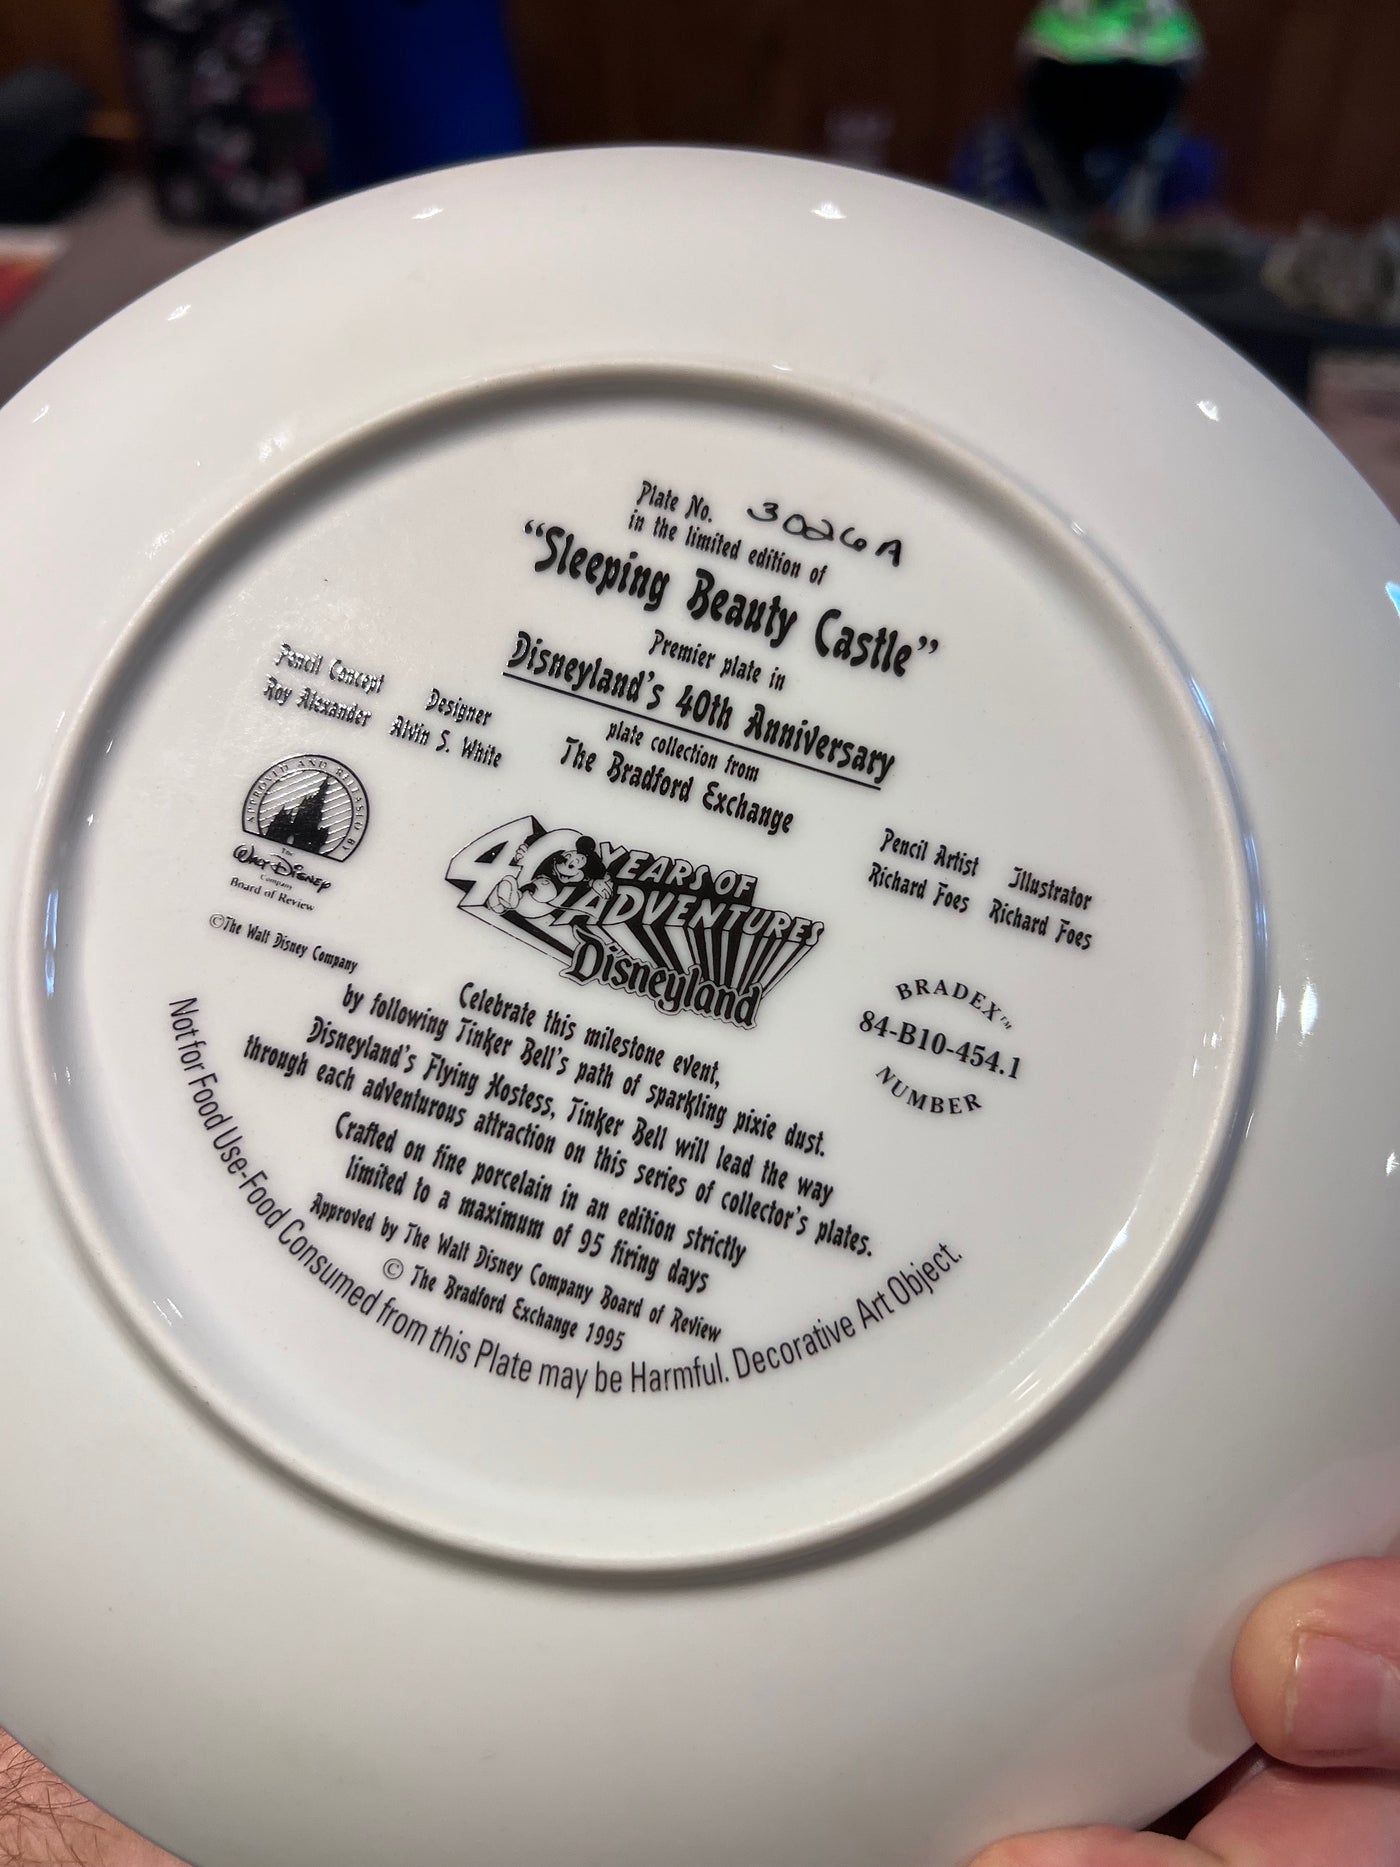 Plate No. 3026A
in the limited edition of
“Sleeping Beauty Castle”
Premier plate in
Disneyland's 40th Anniversary
plate collection from
The Bradford Exchange
Pencil Concept
Roy Alexander
Designer
Alvin S. White
Pencil Artist
Richard Foes
Illustrator
Richard Foes
APPROVED AND RELEASED BY
The
Walt Disney
Company
Board of Review
©The Walt Disney Company
40 YEARS OF
ADVENTURES
Disneyland
BRADEX™
84-B10-454.1
NUMBER
Celebrate this milestone event,
by following Tinker Bell's path of sparkling pixie dust.
Disneyland's Flying Hostess, Tinker Bell will lead the way
through each adventurous attraction on this series of collector's plates.
Crafted on fine porcelain in an edition strictly
limited to a maximum of 95 firing days
Approved by The Walt Disney Company Board of Review
© The Bradford Exchange 1995
Not for Food Use-Food Consumed from this Plate may be Harmful. Decorative Art Object.